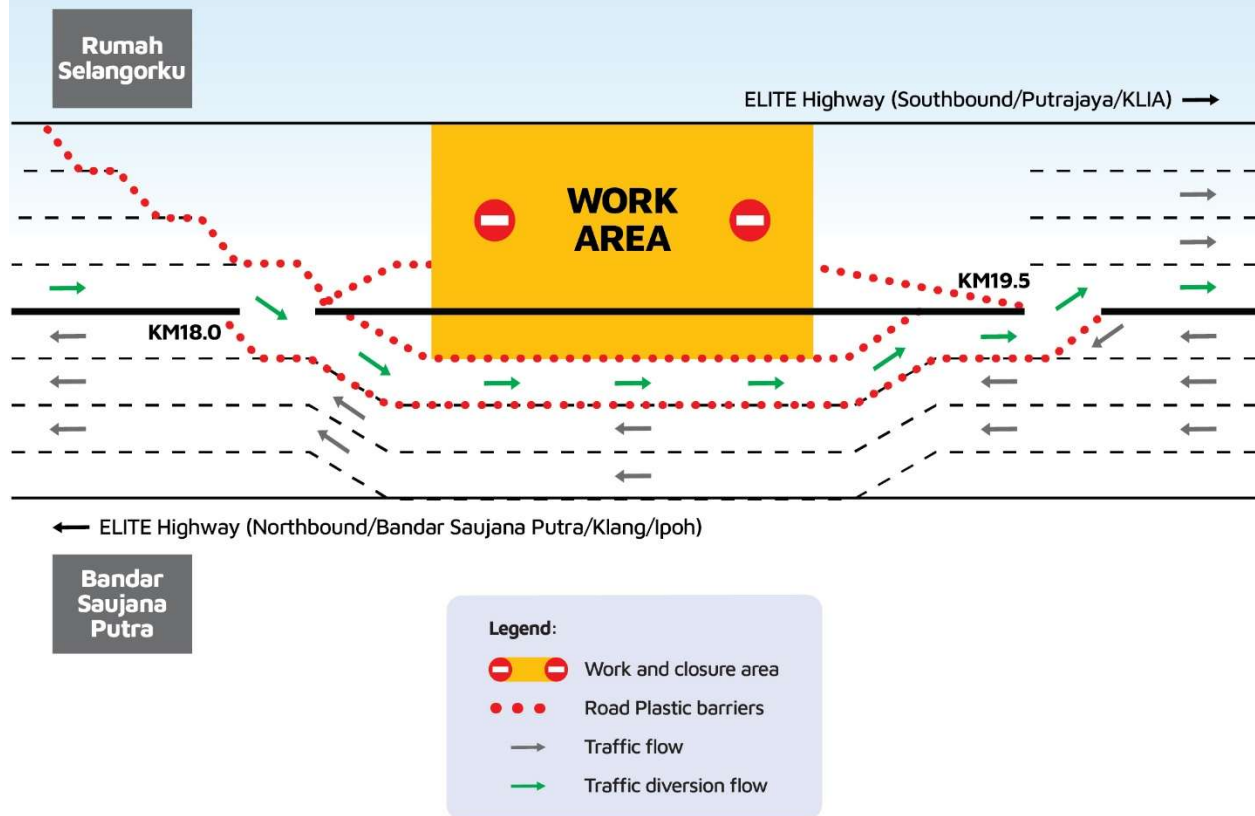 Rumah
Selangorku
ELITE Highway (Southbound/Putrajaya/KLIA)
WORK
AREA
KM19.5
KM18.0
ELITE Highway (Northbound/Bandar Saujana Putra/Klang/Ipoh)
Bandar
Saujana
Putra
Legend:
Work and closure area
Road Plastic barriers
Traffic flow
Traffic diversion flow